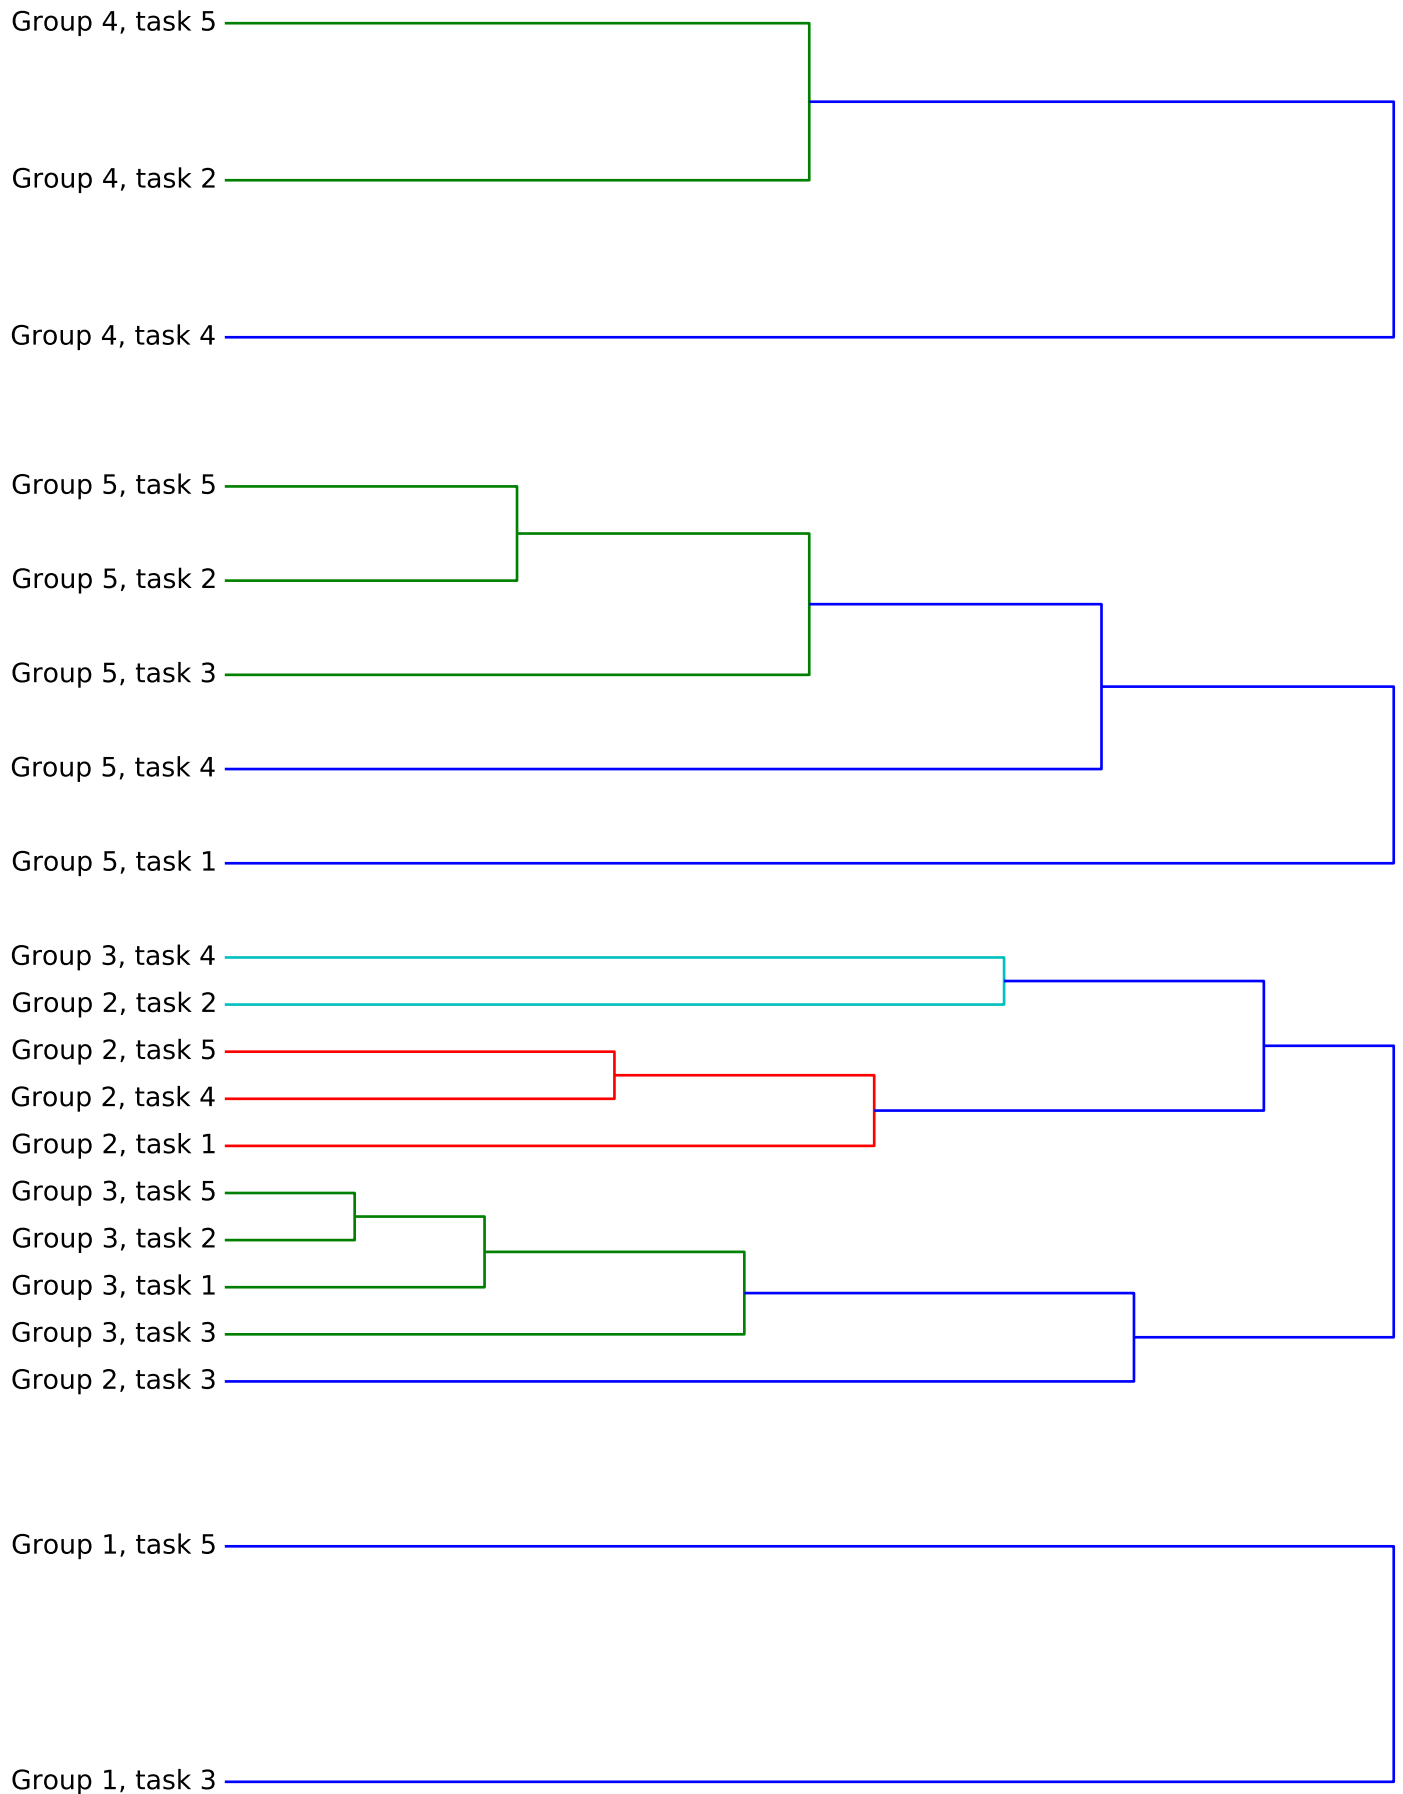 Group 4, task 5
Group 4, task 2
Group 4, task 4
Group 5, task 5
Group 5, task 2
Group 5, task 3
Group 5, task 4
Group 5, task 1
Group 3, task 4
Group 2, task 2
Group 2, task 5
Group 2, task 4
Group 2, task 1
Group 3, task 5
Group 3, task 2
Group 3, task 1
Group 3, task 3
Group 2, task 3
Group 1, task 5
Group 1, task 3